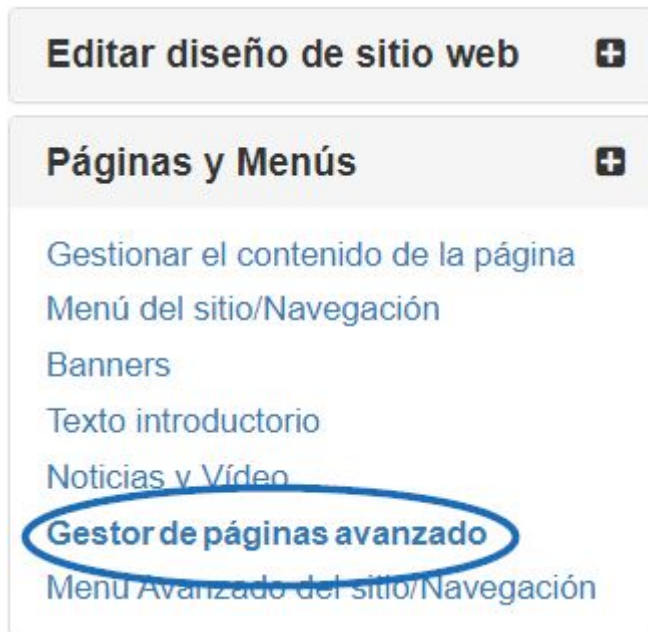 Editar diseño de sitio web
Páginas y Menús
Gestionar el contenido de la página
Menú del sitio/Navegación
Banners
Texto introductorio
Noticias y Vídeo
Gestor de páginas avanzado
Menú Avanzado del sitio/Navegación